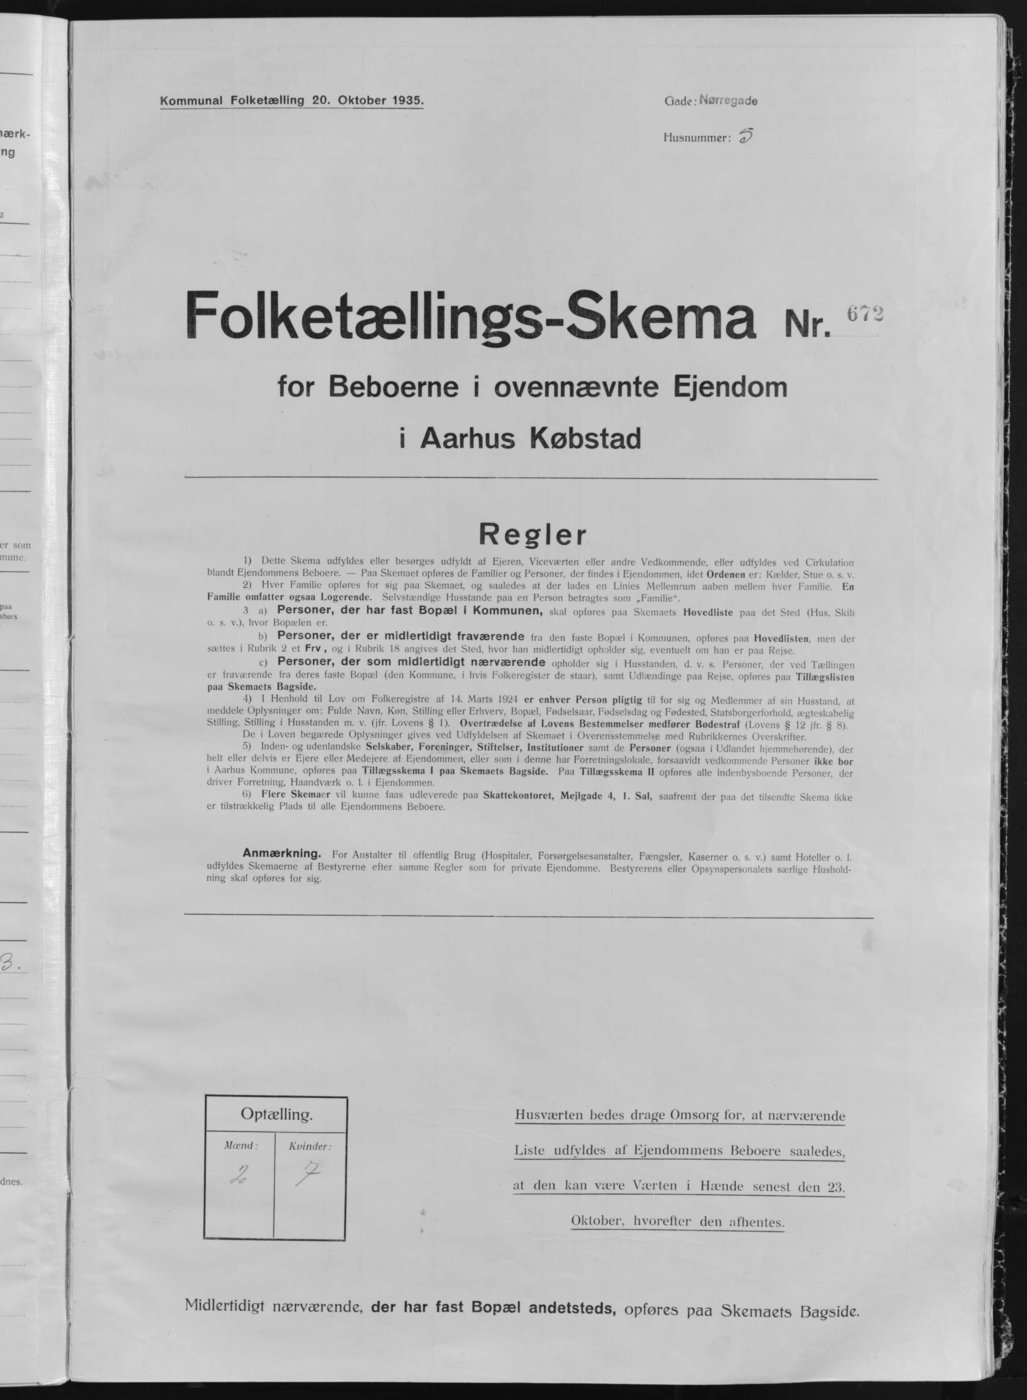 Kommunal Folketælling 20. Oktober 1935.
Gade: Nørregade
Husnummer: 5
Folketællings-Skema Nr. 672
for Beboerne i ovennævnte Ejendom
i Aarhus Købstad
Regler
1) Dette Skema udfyldes eller besørges udfyldt af Ejeren, Viceværten eller andre Vedkommende, eller udfyldes ved Cirkulation
blandt Ejendommens Beboere. — Paa Skemaet opføres de Familier og Personer, der findes i Ejendommen, idet Ordenen er: Kælder, Stue o. s. v.
2) Hver Familie opføres for sig paa Skemaet, og saaledes at der lades en Linies Mellemrum aaben mellem hver Familie. En
Familie omfatter ogsaa Logerende. Selvstændige Husstande paa en Person betragtes som „Familie“.
3 a) Personer, der har fast Bopæl i Kommunen, skal opføres paa Skemaets Hovedliste paa det Sted (Hus, Skib
o. s. v.), hvor Bopælen er.
b) Personer, der er midlertidigt fraværende fra den faste Bopæl i Kommunen, opføres paa Hovedlisten, men der
sættes i Rubrik 2 et Frv., og i Rubrik 18 angives det Sted, hvor han midlertidigt opholder sig, eventuelt om han er paa Rejse.
c) Personer, der som midlertidigt nærværende opholder sig i Husstanden, d. v. s. Personer, der ved Tællingen
er fraværende fra deres faste Bopæl (den Kommune, i hvis Folkeregister de staar), samt Udlændinge paa Rejse, opføres paa Tillægslisten
paa Skemaets Bagside.
4) I Henhold til Lov om Folkeregistre af 14. Marts 1924 er enhver Person pligtig til for sig og Medlemmer af sin Husstand, at
meddele Oplysninger om: Fulde Navn, Køn, Stilling eller Erhverv, Bopæl, Fødselsaar, Fødselsdag og Fødested, Statsborgerforhold, ægteskabelig
Stilling, Stilling i Husstanden m. v. (jfr. Lovens § 1). Overtrædelse af Lovens Bestemmelser medfører Bødestraf (Lovens § 12 jfr. § 8).
De i Loven begærede Oplysninger gives ved Udfyldelsen af Skemaet i Overensstemmelse med Rubrikkernes Overskrifter.
5) Inden- og udenlandske Selskaber, Foreninger, Stiftelser, Institutioner samt de Personer (ogsaa i Udlandet hjemmehørende), der
helt eller delvis er Ejere eller Medejere af Ejendommen, eller som i denne har Forretningslokale, forsaavidt vedkommende Personer ikke bor
i Aarhus Kommune, opføres paa Tillægsskema I paa Skemaets Bagside. Paa Tillægsskema II opføres alle indenbysboende Personer, der
driver Forretning, Haandværk o. l. i Ejendommen.
6) Flere Skemaer vil kunne faas udleverede paa Skattekontoret, Mejlgade 4, 1. Sal, saafremt der paa det tilsendte Skema ikke
er tilstrækkelig Plads til alle Ejendommens Beboere.
Anmærkning. For Anstalter til offentlig Brug (Hospitaler, Forsørgelsesanstalter, Fængsler, Kaserner o. s. v.) samt Hoteller o. l.
udfyldes Skemaerne af Bestyrerne efter samme Regler som for private Ejendomme. Bestyrerens eller Opsynspersonalets særlige Hushold-
ning skal opføres for sig.
Optælling.
Mænd: Kvinder:
2 7
Husværten bedes drage Omsorg for, at nærværende
Liste udfyldes af Ejendommens Beboere saaledes,
at den kan være Værten i Hænde senest den 23.
Oktober, hvorefter den afhentes.
Midlertidigt nærværende, der har fast Bopæl andetsteds, opføres paa Skemaets Bagside.